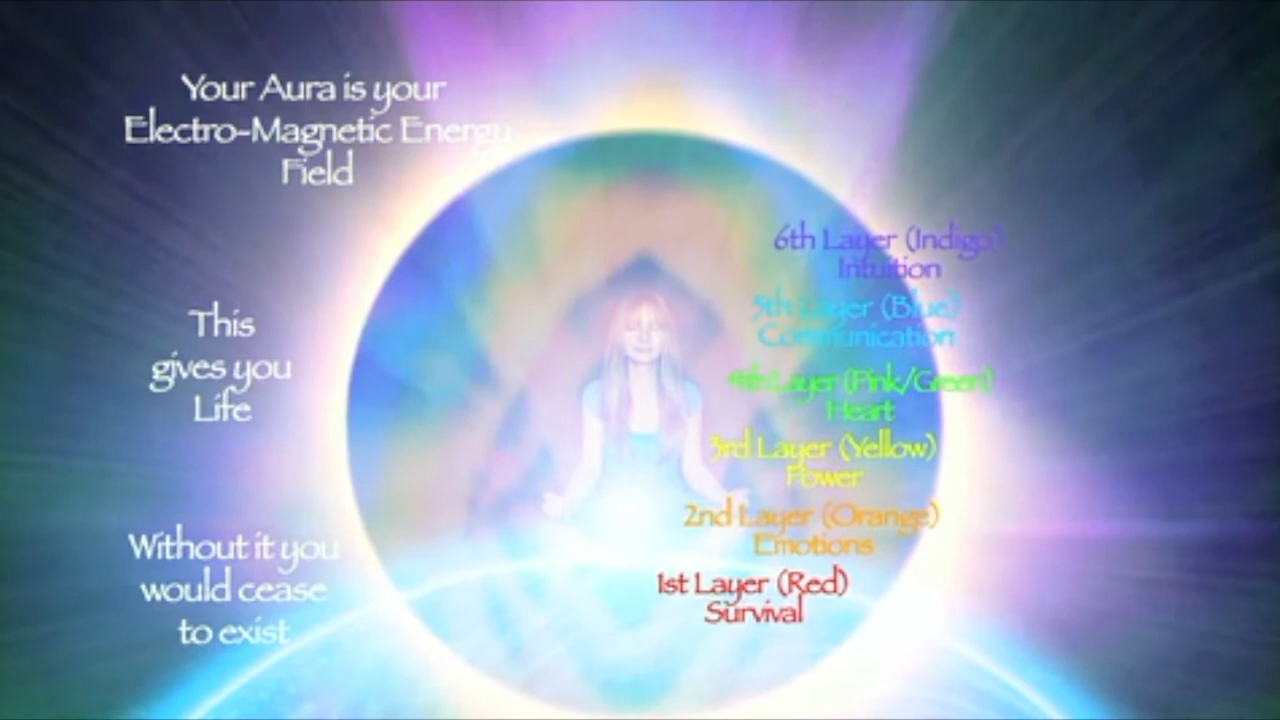 Your Aura is your
Electro-Magnetic Energy
Field
This
gives you
Life
Without it you
would cease
to exist
6th Layer (Indigo)
Intuition
5th Layer (Blue)
Communication
4th Layer (Pink/Green)
Heart
3rd Layer (Yellow)
Power
2nd Layer (Orange)
Emotions
1st Layer (Red)
Survival